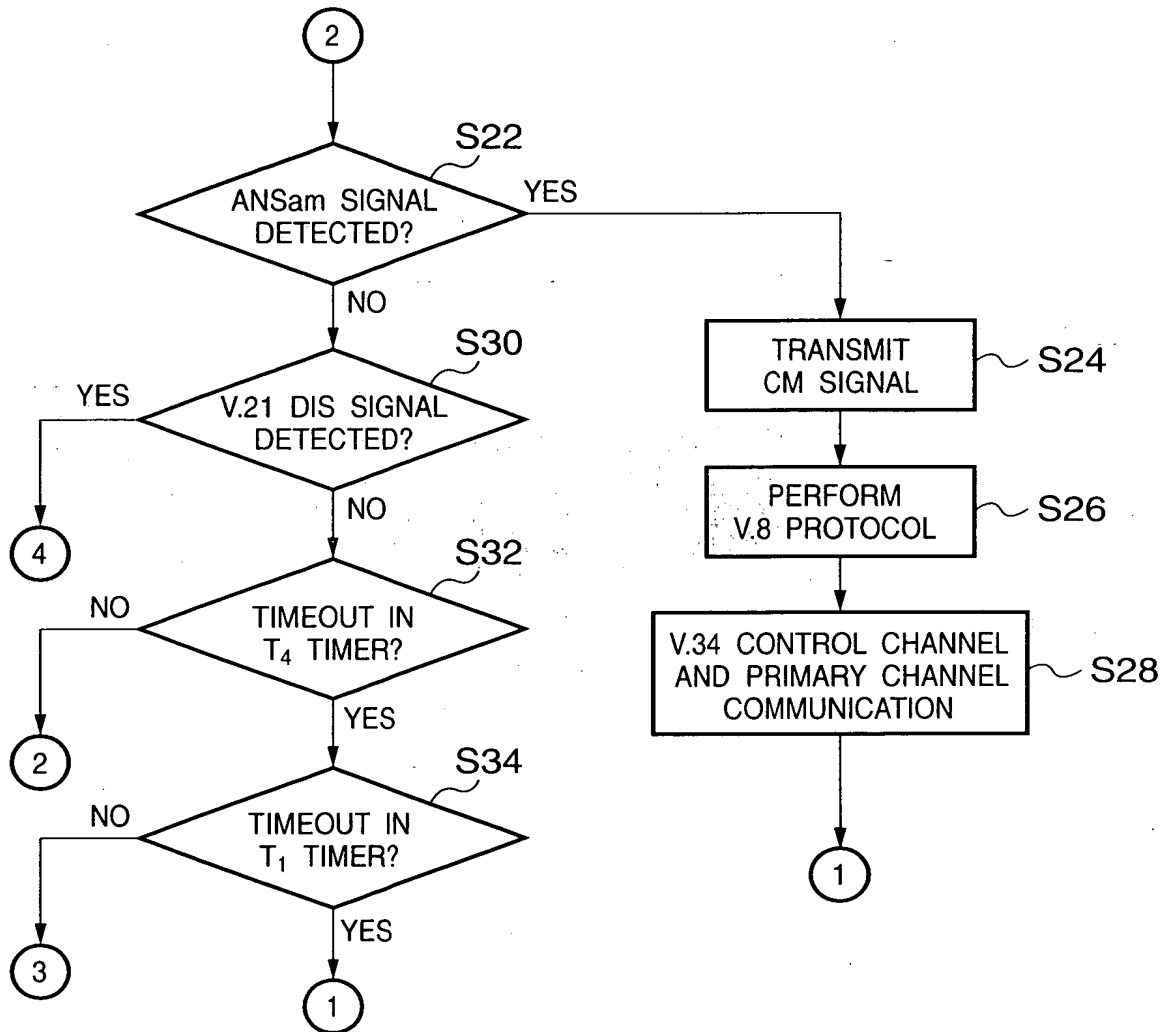 2
S22
ANSam SIGNAL
DETECTED?
YES
NO
S30
YES
V.21 DIS SIGNAL
DETECTED?
NO
4
S32
NO
TIMEOUT IN
T4 TIMER?
YES
2
S34
NO
TIMEOUT IN
T1 TIMER?
YES
3
1
TRANSMIT
CM SIGNAL
S24
PERFORM
V.8 PROTOCOL
S26
V.34 CONTROL CHANNEL
AND PRIMARY CHANNEL
COMMUNICATION
S28
1